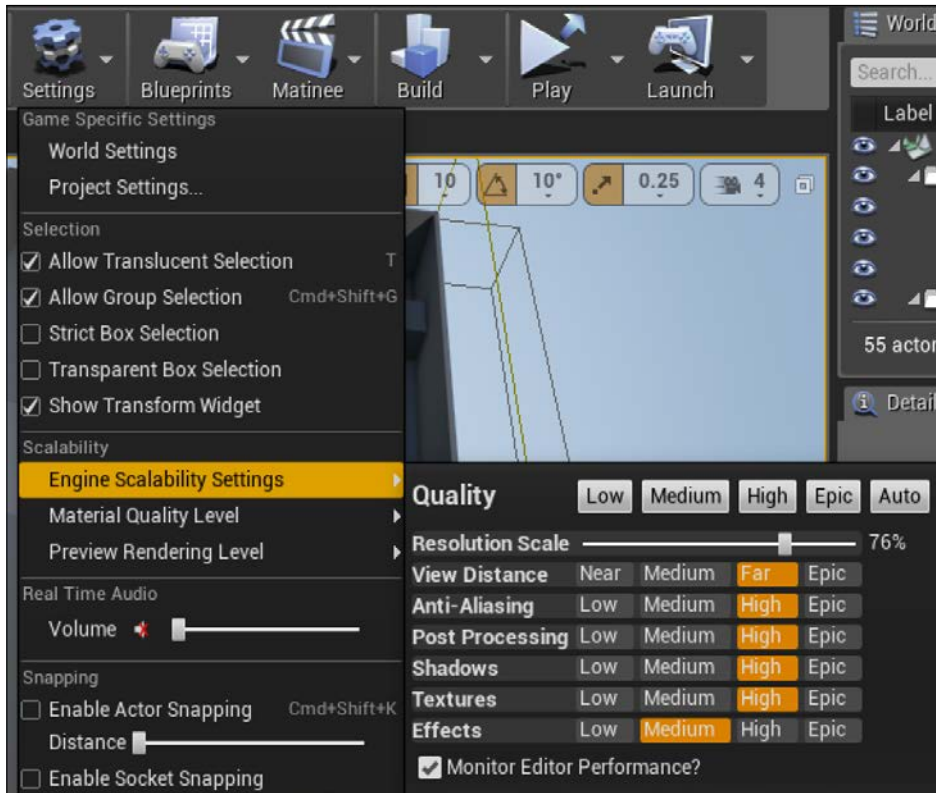 Settings Blueprints Matinee Build Play Launch
World
Search...
Label
10 10° 0.25 4
55 actor
Detail
Game Specific Settings
World Settings
Project Settings...
Selection
Allow Translucent Selection T
Allow Group Selection Cmd+Shift+G
Strict Box Selection
Transparent Box Selection
Show Transform Widget
Scalability
Engine Scalability Settings
Material Quality Level
Preview Rendering Level
Real Time Audio
Volume
Snapping
Enable Actor Snapping Cmd+Shift+K
Distance
Enable Socket Snapping
Quality Low Medium High Epic Auto
Resolution Scale 76%
View Distance Near Medium Far Epic
Anti-Aliasing Low Medium High Epic
Post Processing Low Medium High Epic
Shadows Low Medium High Epic
Textures Low Medium High Epic
Effects Low Medium High Epic
Monitor Editor Performance?